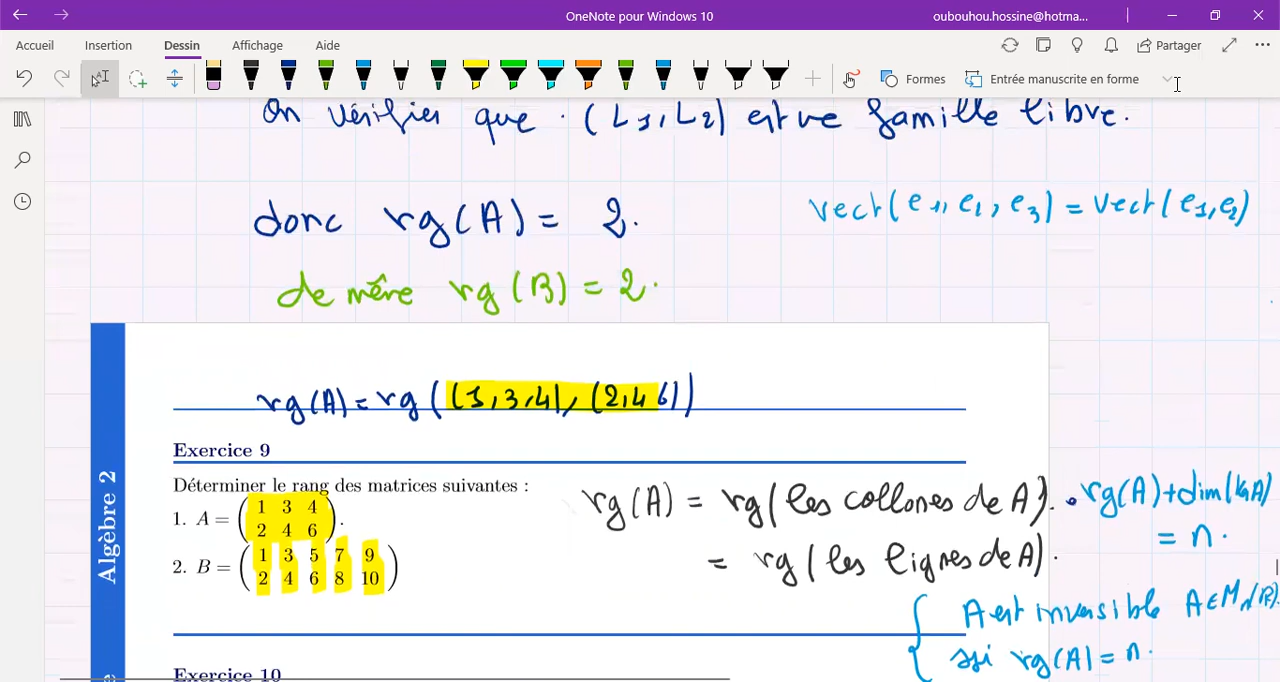 OneNote pour Windows 10
oubouhou.hossine@hotma...
Accueil Insertion Dessin Affichage Aide
Partager
Formes Entrée manuscrite en forme
On vérifier que (L1, L2) est ve famille libre.
donc rg(A) = 2.
vect(e1, e2, e3) = vect(e1, e2)
de même rg(B) = 2.
rg(A) = rg((1,3,4), (2,4 6))
Exercice 9
Déterminer le rang des matrices suivantes :
1. A = ( 1 3 4
2 4 6 ).
2. B = ( 1 3 5 7 9
2 4 6 8 10 )
rg(A) = rg(les collones de A).
= rg(les lignes de A).
• rg(A)+dim(kerA)
= n.
{ A est inversible A∈Mn(R).
ssi rg(A) = n.
Algèbre 2
Exercice 10